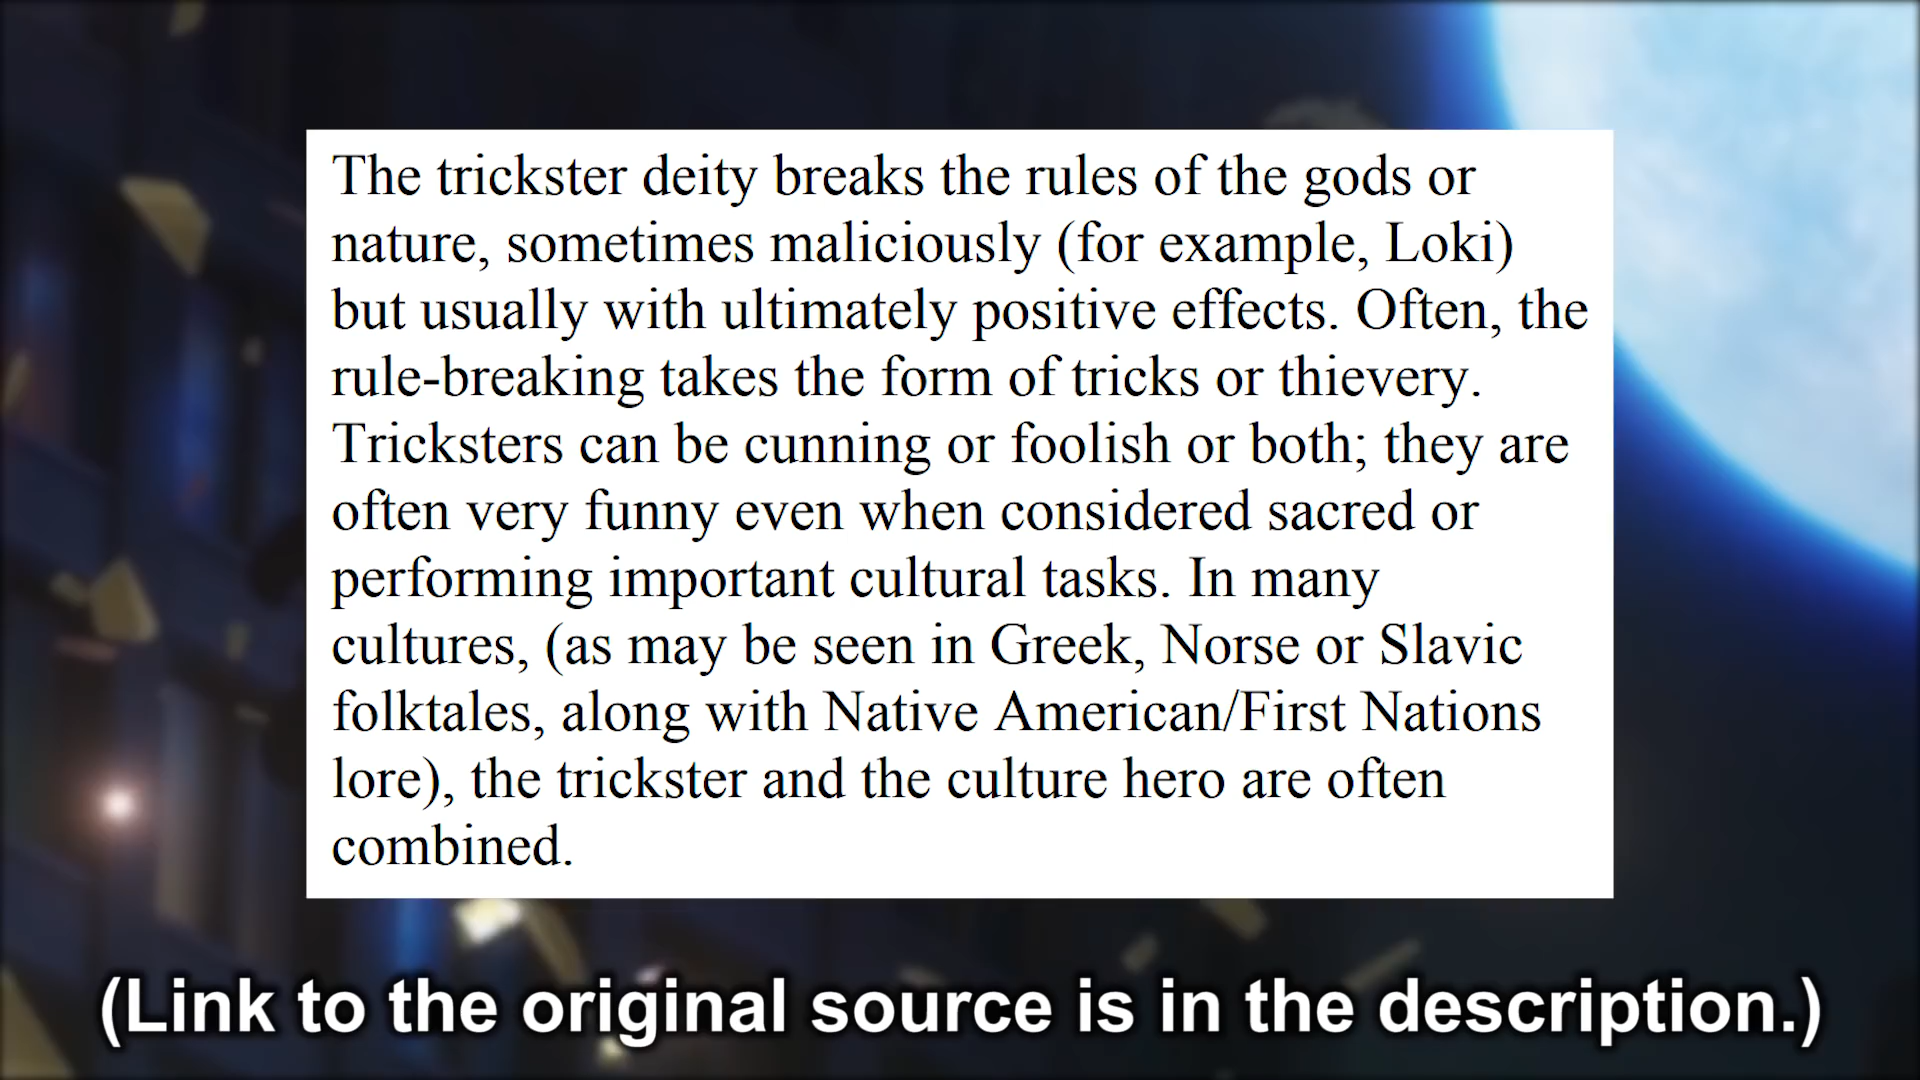 The trickster deity breaks the rules of the gods or
nature, sometimes maliciously (for example, Loki)
but usually with ultimately positive effects. Often, the
rule-breaking takes the form of tricks or thievery.
Tricksters can be cunning or foolish or both; they are
often very funny even when considered sacred or
performing important cultural tasks. In many
cultures, (as may be seen in Greek, Norse or Slavic
folktales, along with Native American/First Nations
lore), the trickster and the culture hero are often
combined.
(Link to the original source is in the description.)